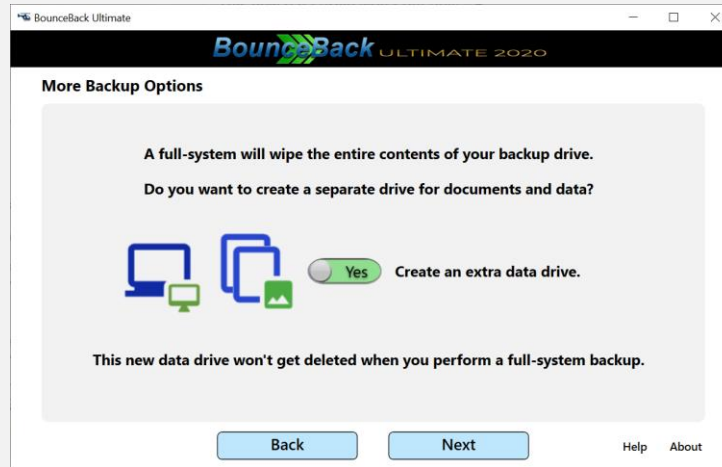 BounceBack Ultimate
BounceBack ULTIMATE 2020
More Backup Options
A full-system will wipe the entire contents of your backup drive.
Do you want to create a separate drive for documents and data?
Yes Create an extra data drive.
This new data drive won't get deleted when you perform a full-system backup.
Back Next Help About